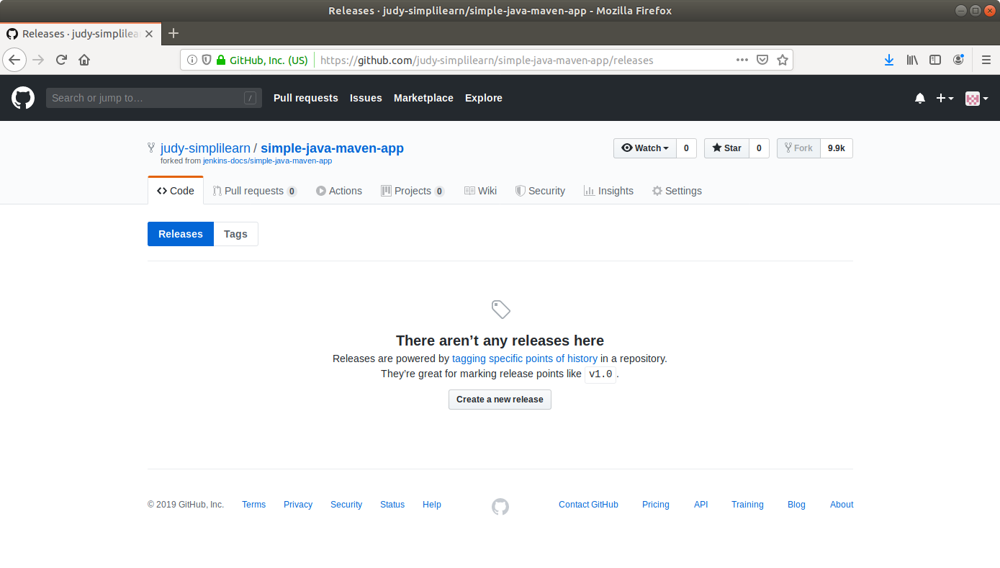 Releases · judy-simplilearn/simple-java-maven-app - Mozilla Firefox
Releases · judy-simplilea
GitHub, Inc. (US) https://github.com/judy-simplilearn/simple-java-maven-app/releases
Search or jump to… / Pull requests Issues Marketplace Explore
judy-simplilearn / simple-java-maven-app Watch 0 Star 0 Fork 9.9k
forked from jenkins-docs/simple-java-maven-app
Code Pull requests 0 Actions Projects 0 Wiki Security Insights Settings
Releases Tags
There aren’t any releases here
Releases are powered by tagging specific points of history in a repository.
They’re great for marking release points like v1.0.
Create a new release
© 2019 GitHub, Inc. Terms Privacy Security Status Help Contact GitHub Pricing API Training Blog About